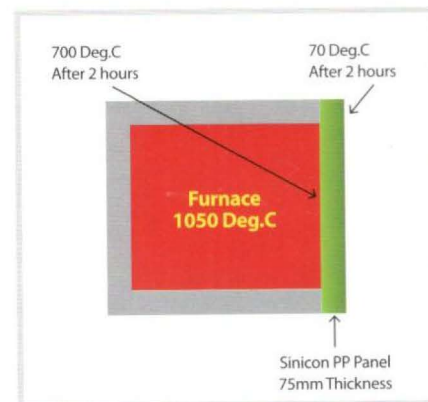 700 Deg.C
After 2 hours
70 Deg.C
After 2 hours
Furnace
1050 Deg.C
Sinicon PP Panel
75mm Thickness